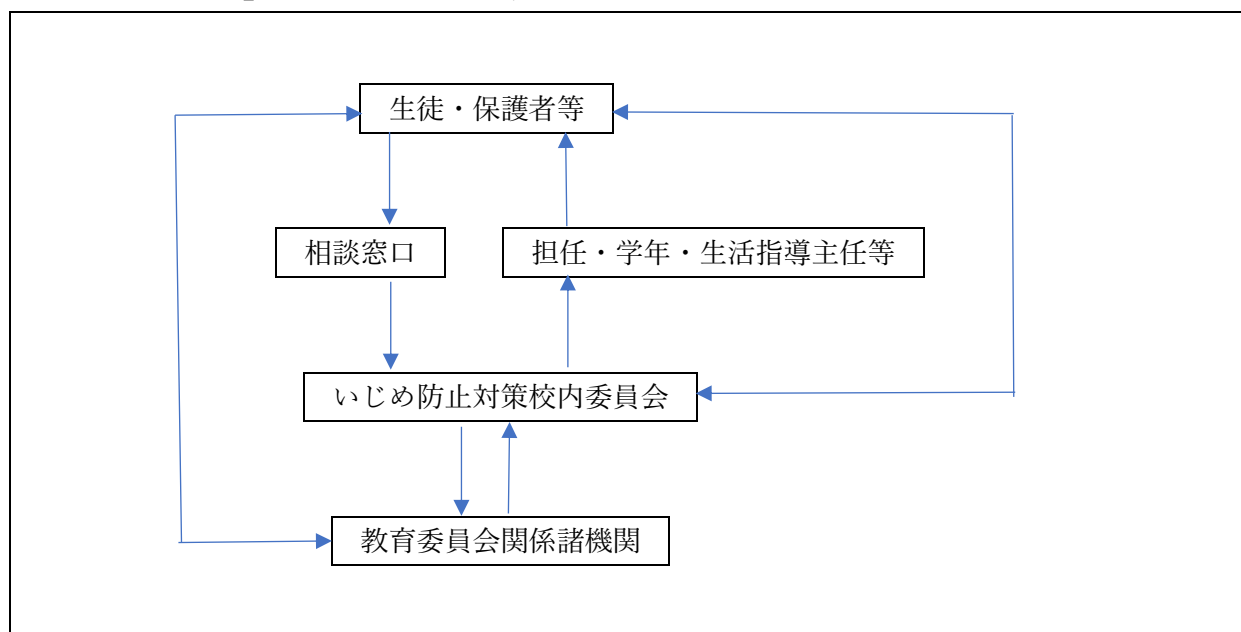 生徒・保護者等
相談窓口
担任・学年・生活指導主任等
いじめ防止対策校内委員会
教育委員会関係諸機関